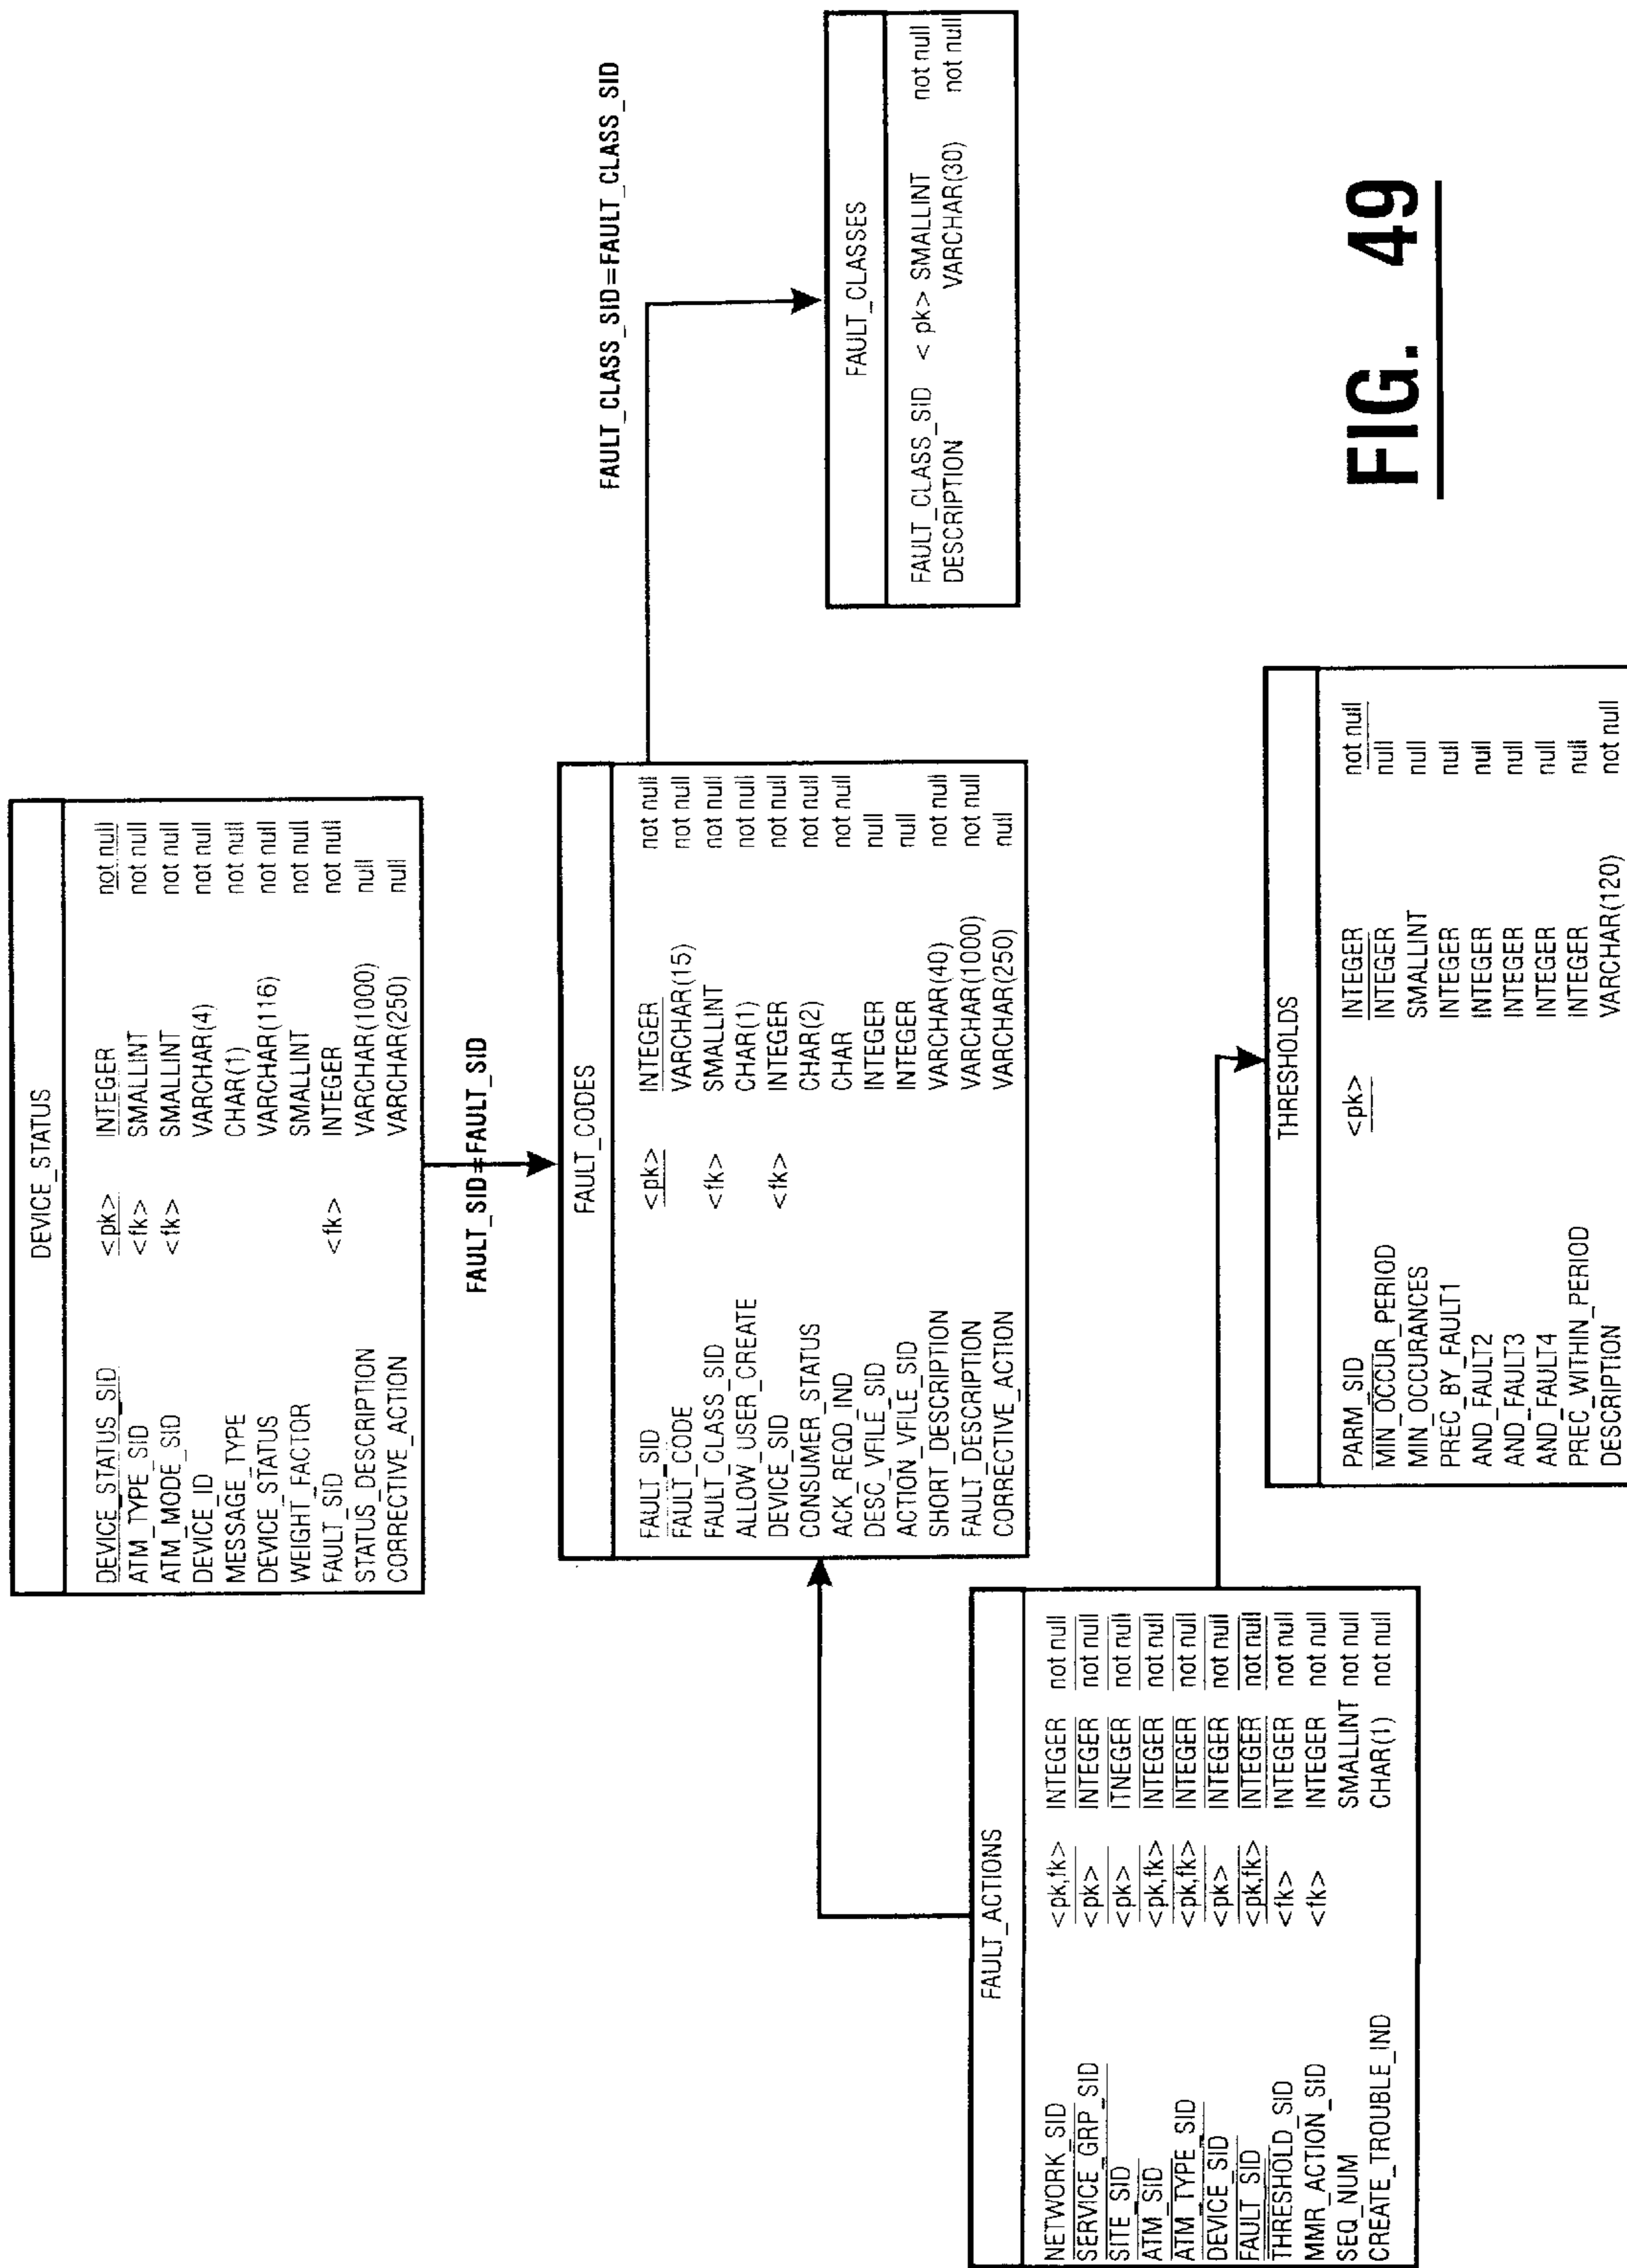 DEVICE_STATUS
DEVICE_STATUS_SID <pk> INTEGER not null
ATM_TYPE_SID <fk> SMALLINT not null
ATM_MODE_SID <fk> SMALLINT not null
DEVICE_ID VARCHAR(4) not null
MESSAGE_TYPE CHAR(1) not null
DEVICE_STATUS VARCHAR(116) not null
WEIGHT_FACTOR SMALLINT not null
FAULT_SID <fk> INTEGER not null
STATUS_DESCRIPTION VARCHAR(1000) null
CORRECTIVE_ACTION VARCHAR(250) null
FAULT_SID=FAULT_SID
FAULT_CODES
FAULT_SID <pk> INTEGER not null
FAULT_CODE VARCHAR(15) not null
FAULT_CLASS_SID <fk> SMALLINT not null
ALLOW_USER_CREATE CHAR(1) not null
DEVICE_SID <fk> INTEGER not null
CONSUMER_STATUS CHAR(2) not null
ACK_REQD_IND CHAR not null
DESC_VFILE_SID INTEGER null
ACTION_VFILE_SID INTEGER null
SHORT_DESCRIPTION VARCHAR(40) not null
FAULT_DESCRIPTION VARCHAR(1000) not null
CORRECTIVE_ACTION VARCHAR(250) null
FAULT_CLASS_SID=FAULT_CLASS_SID
FAULT_CLASSES
FAULT_CLASS_SID < pk> SMALLINT not null
DESCRIPTION VARCHAR(30) not null
FAULT_ACTIONS
NETWORK_SID <pk,fk> INTEGER not null
SERVICE_GRP_SID <pk> INTEGER not null
SITE_SID <pk> ITNEGER not null
ATM_SID <pk,fk> INTEGER not null
ATM_TYPE_SID <pk,fk> INTEGER not null
DEVICE_SID <pk> INTEGER not null
FAULT_SID <pk,fk> INTEGER not null
THRESHOLD_SID <fk> INTEGER not null
MMR_ACTION_SID <fk> INTEGER not null
SEQ_NUM SMALLINT not null
CREATE_TROUBLE_IND CHAR(1) not null
THRESHOLDS
PARM_SID <pk> INTEGER not null
MIN_OCCUR_PERIOD INTEGER null
MIN_OCCURANCES SMALLINT null
PREC_BY_FAULT1 INTEGER null
AND_FAULT2 INTEGER null
AND_FAULT3 INTEGER null
AND_FAULT4 INTEGER null
PREC_WITHIN_PERIOD INTEGER null
DESCRIPTION VARCHAR(120) not null
FIG. 49